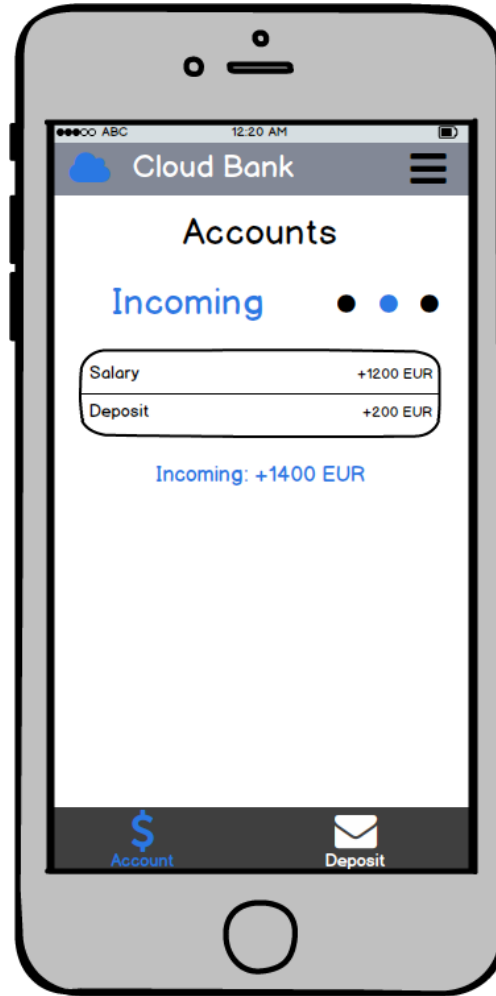 ABC 12:20 AM
Cloud Bank
Accounts
Incoming
Salary +1200 EUR
Deposit +200 EUR
Incoming: +1400 EUR
$
Account Deposit